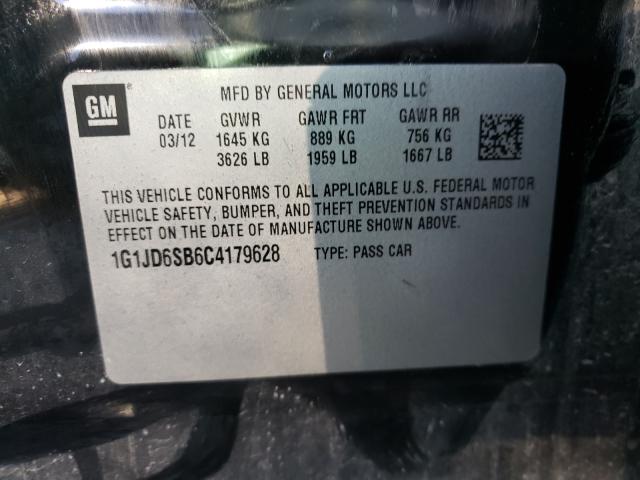 GM
MFD BY GENERAL MOTORS LLC
DATE GVWR GAWR FRT GAWR RR
03/12 1645 KG 889 KG 756 KG
3626 LB 1959 LB 1667 LB
THIS VEHICLE CONFORMS TO ALL APPLICABLE U.S. FEDERAL MOTOR
VEHICLE SAFETY, BUMPER, AND THEFT PREVENTION STANDARDS IN
EFFECT ON THE DATE OF MANUFACTURE SHOWN ABOVE.
1G1JD6SB6C4179628 TYPE: PASS CAR